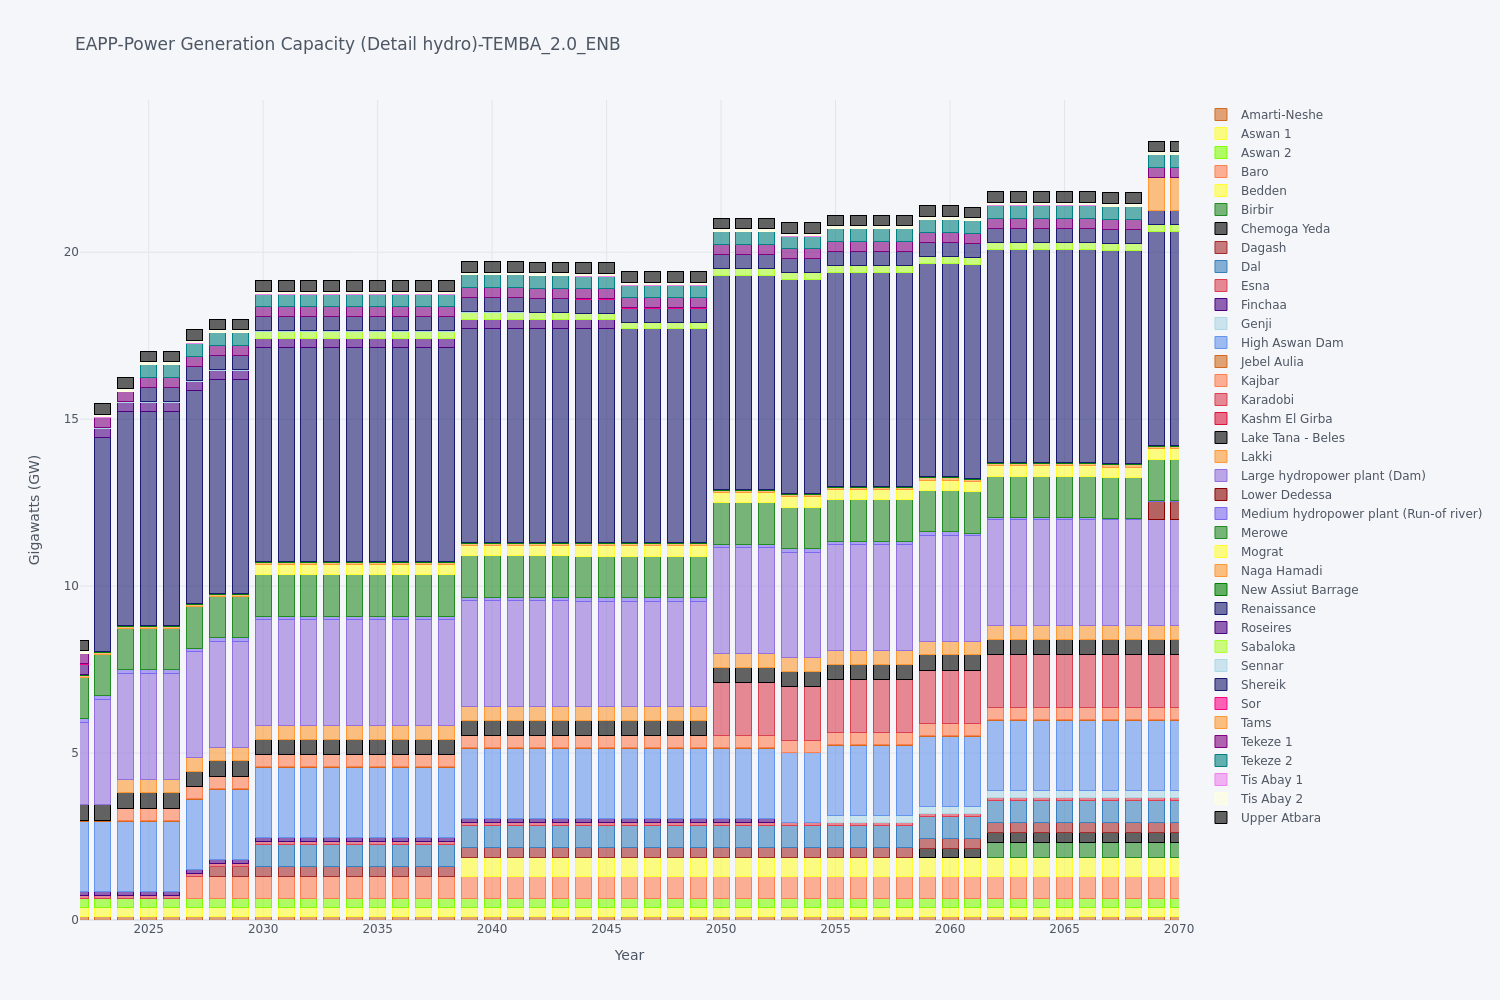 EAPP-Power Generation Capacity (Detail hydro)-TEMBA_2.0_ENB
Gigawatts (GW)
20
15
10
5
0
2025
2030
2035
2040
2045
2050
2055
2060
2065
2070
Year
Amarti-Neshe
Aswan 1
Aswan 2
Baro
Bedden
Birbir
Chemoga Yeda
Dagash
Dal
Esna
Finchaa
Genji
High Aswan Dam
Jebel Aulia
Kajbar
Karadobi
Kashm El Girba
Lake Tana - Beles
Lakki
Large hydropower plant (Dam)
Lower Dedessa
Medium hydropower plant (Run-of river)
Merowe
Mograt
Naga Hamadi
New Assiut Barrage
Renaissance
Roseires
Sabaloka
Sennar
Shereik
Sor
Tams
Tekeze 1
Tekeze 2
Tis Abay 1
Tis Abay 2
Upper Atbara